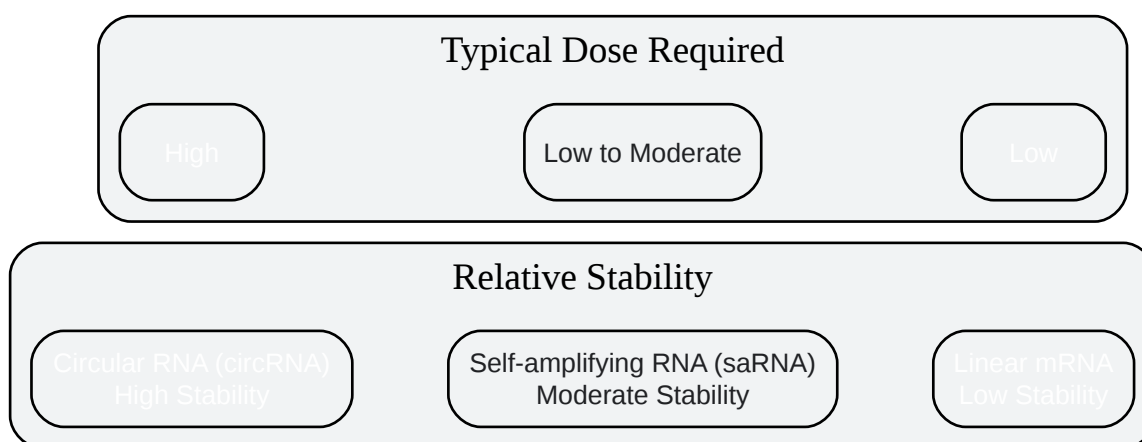 Typical Dose Required
High
Low to Moderate
Low
Relative Stability
Circular RNA (circRNA)
High Stability
Self-amplifying RNA (saRNA)
Moderate Stability
Linear mRNA
Low Stability